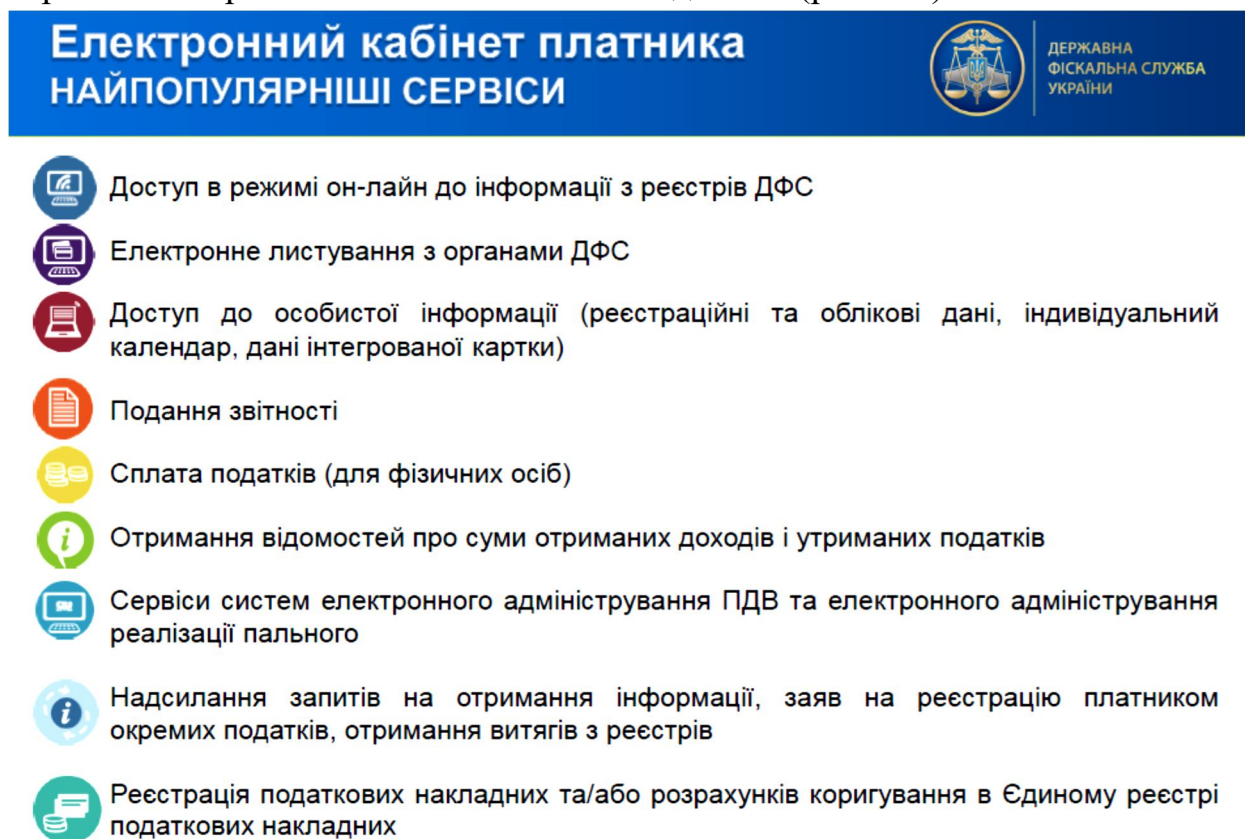 Електронний кабінет платника
НАЙПОПУЛЯРНІШІ СЕРВІСИ
ДЕРЖАВНА
ФІСКАЛЬНА СЛУЖБА
УКРАЇНИ
Доступ в режимі он-лайн до інформації з реєстрів ДФС
Електронне листування з органами ДФС
Доступ до особистої інформації (реєстраційні та облікові дані, індивідуальний
календар, дані інтегрованої картки)
Подання звітності
Сплата податків (для фізичних осіб)
Отримання відомостей про суми отриманих доходів і утриманих податків
Сервіси систем електронного адміністрування ПДВ та електронного адміністрування
реалізації пального
Надсилання запитів на отримання інформації, заяв на реєстрацію платником
окремих податків, отримання витягів з реєстрів
Реєстрація податкових накладних та/або розрахунків коригування в Єдиному реєстрі
податкових накладних